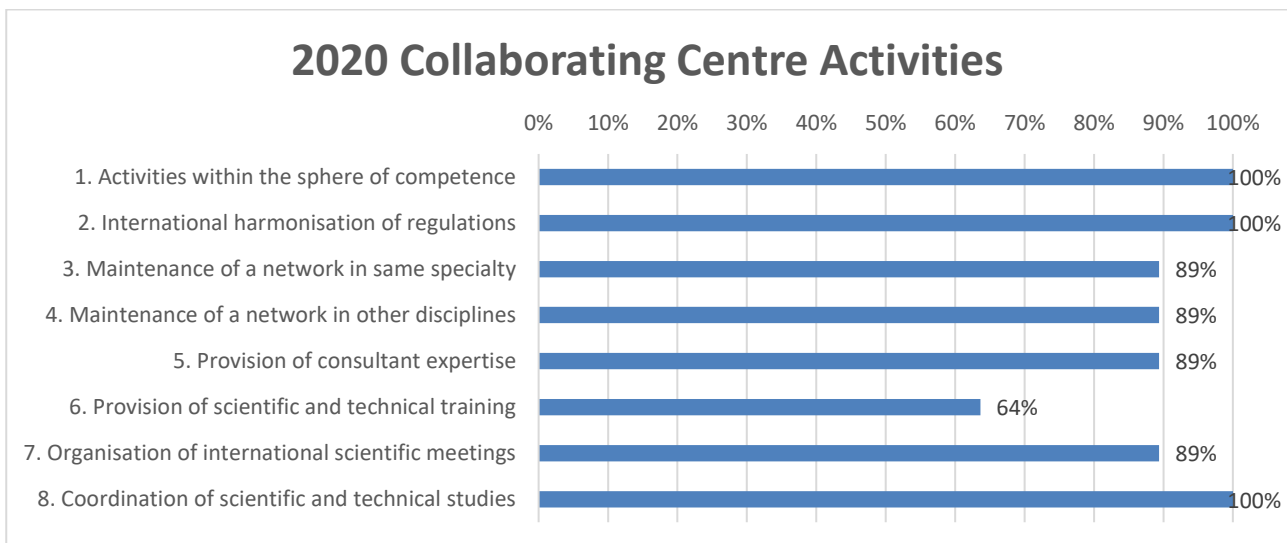 2020 Collaborating Centre Activities
0% 10% 20% 30% 40% 50% 60% 70% 80% 90% 100%
1. Activities within the sphere of competence 100%
2. International harmonisation of regulations 100%
3. Maintenance of a network in same specialty 89%
4. Maintenance of a network in other disciplines 89%
5. Provision of consultant expertise 89%
6. Provision of scientific and technical training 64%
7. Organisation of international scientific meetings 89%
8. Coordination of scientific and technical studies 100%